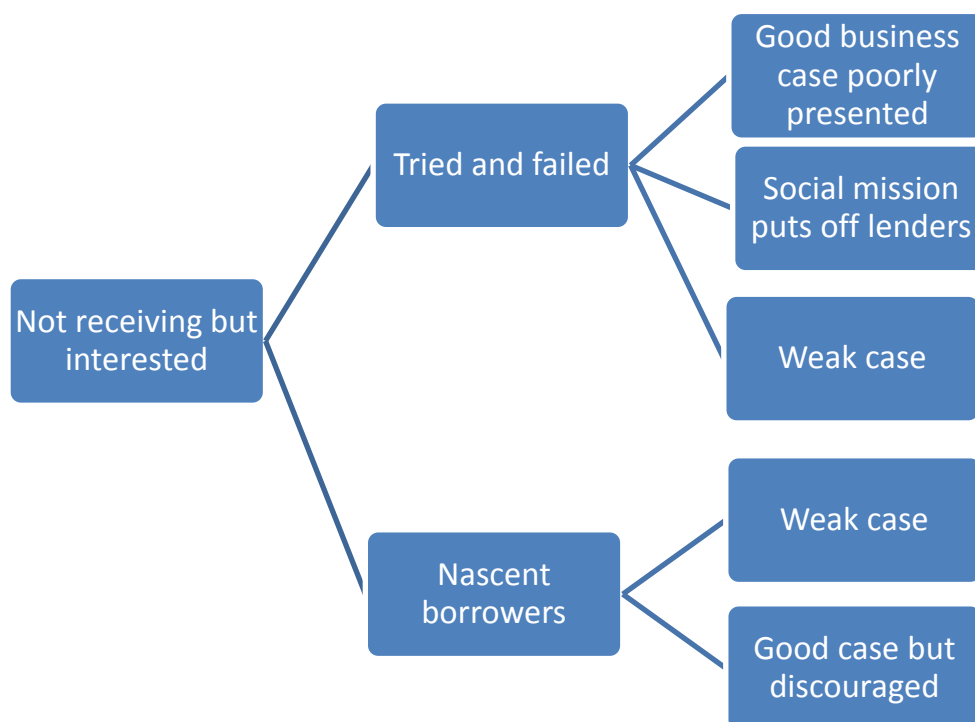 Good business
case poorly
presented
Tried and failed
Social mission
puts off lenders
Not receiving but
interested
Weak case
Weak case
Nascent
borrowers
Good case but
discouraged